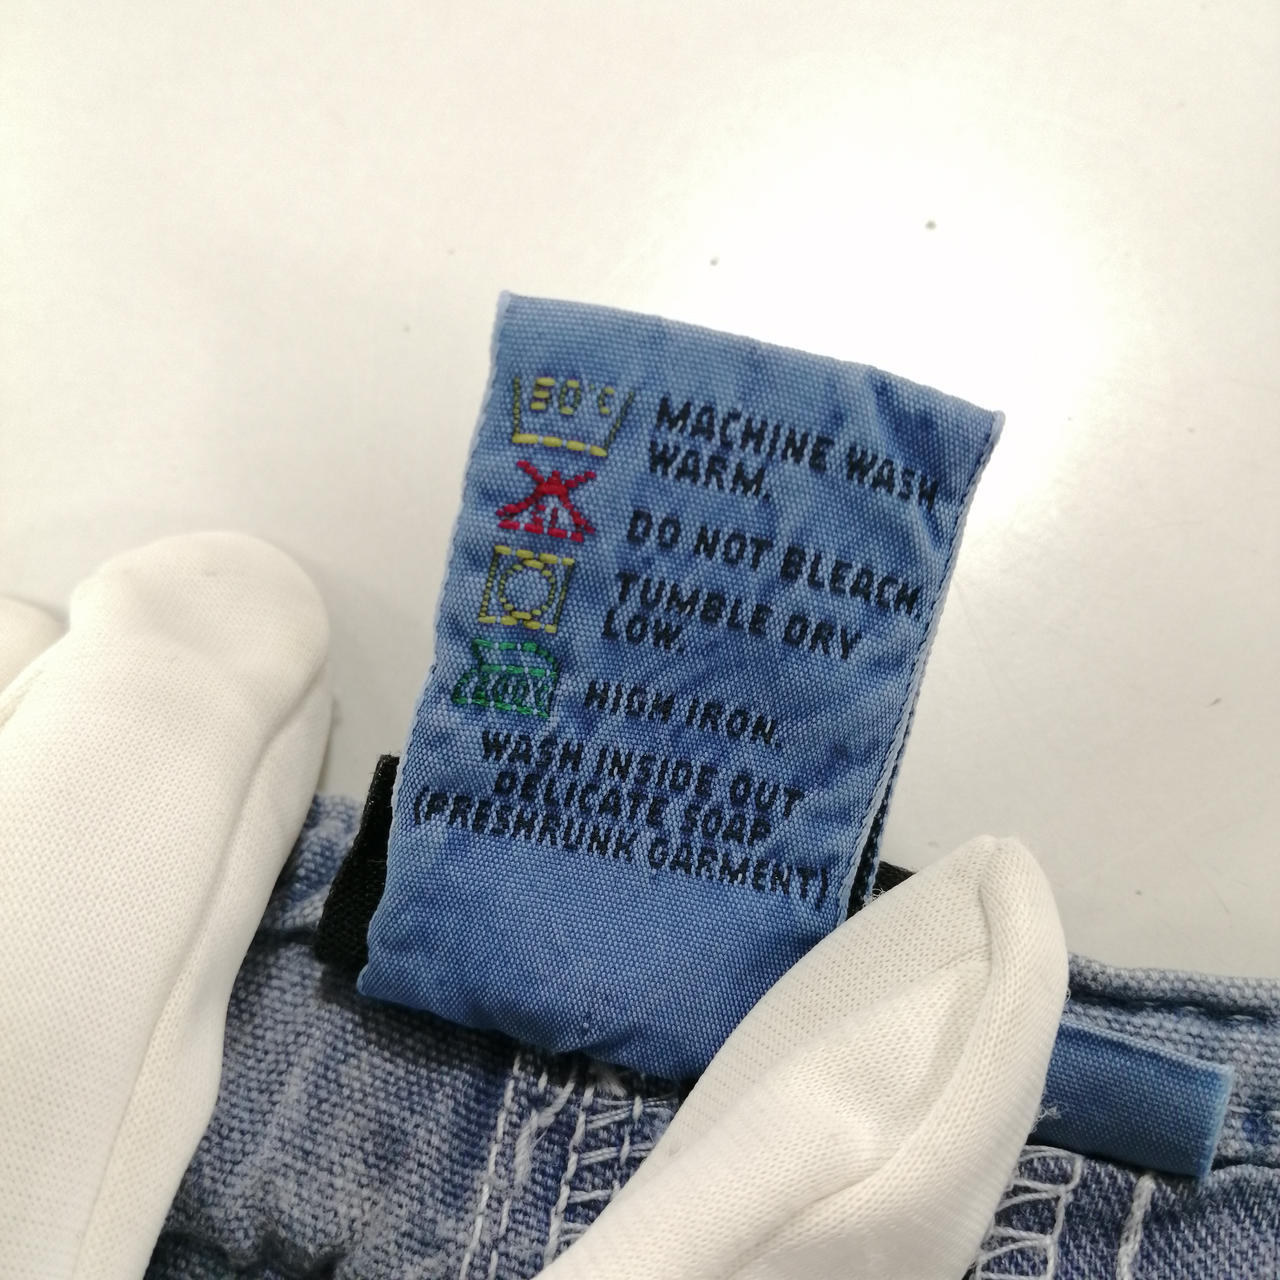 50°C MACHINE WASH
WARM.
CL DO NOT BLEACH.
TUMBLE DRY
LOW.
HIGH IRON.
WASH INSIDE OUT
DELICATE SOAP
(PRESHRUNK GARMENT)